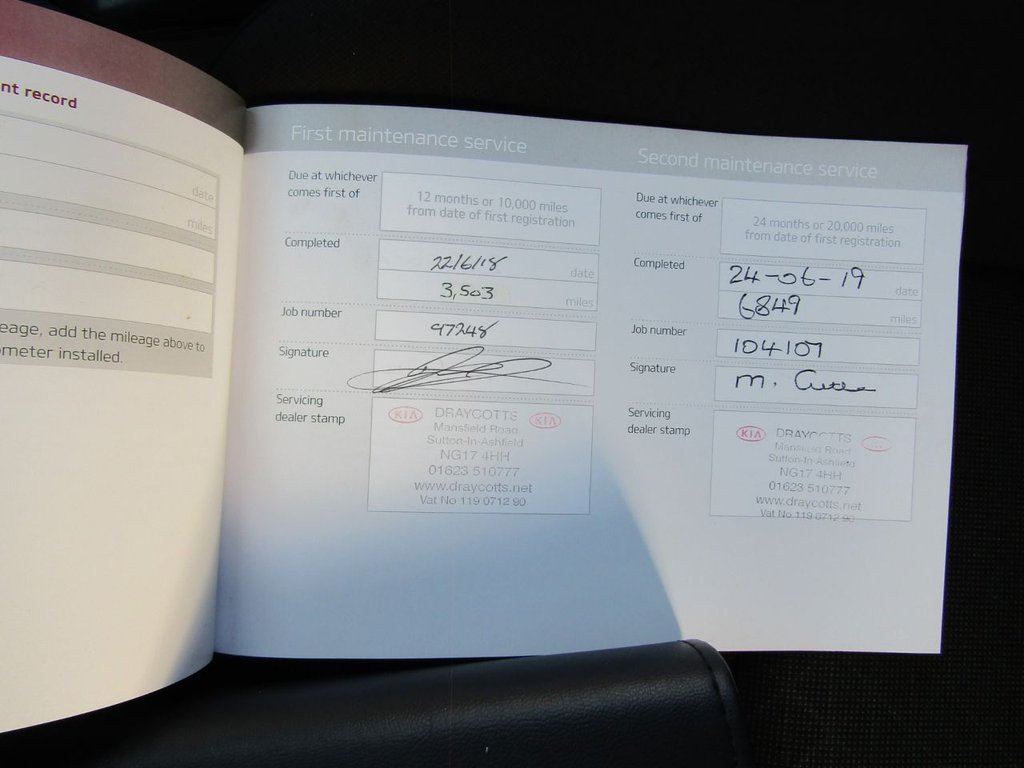 nt record
date
miles
eage, add the mileage above to
ometer installed.
First maintenance service
Due at whichever
comes first of
12 months or 10,000 miles
from date of first registration
Completed
22/6/18
date
3,503
miles
Job number
97248
Signature
Servicing
dealer stamp
KIA DRAYCOTTS KIA
Mansfield Road
Sutton-In-Ashfield
NG17 4HH
01623 510777
www.draycotts.net
Vat No 119 0712 90
Second maintenance service
Due at whichever
comes first of
24 months or 20,000 miles
from date of first registration
Completed
24-06-19
date
6849
miles
Job number
104107
Signature
M.
Servicing
dealer stamp
KIA DRAYCOTTS
Mansfield Road
Sutton-In-Ashfield
NG17 4HH
01623 510777
www.draycotts.net
Vat No 119 0712 90